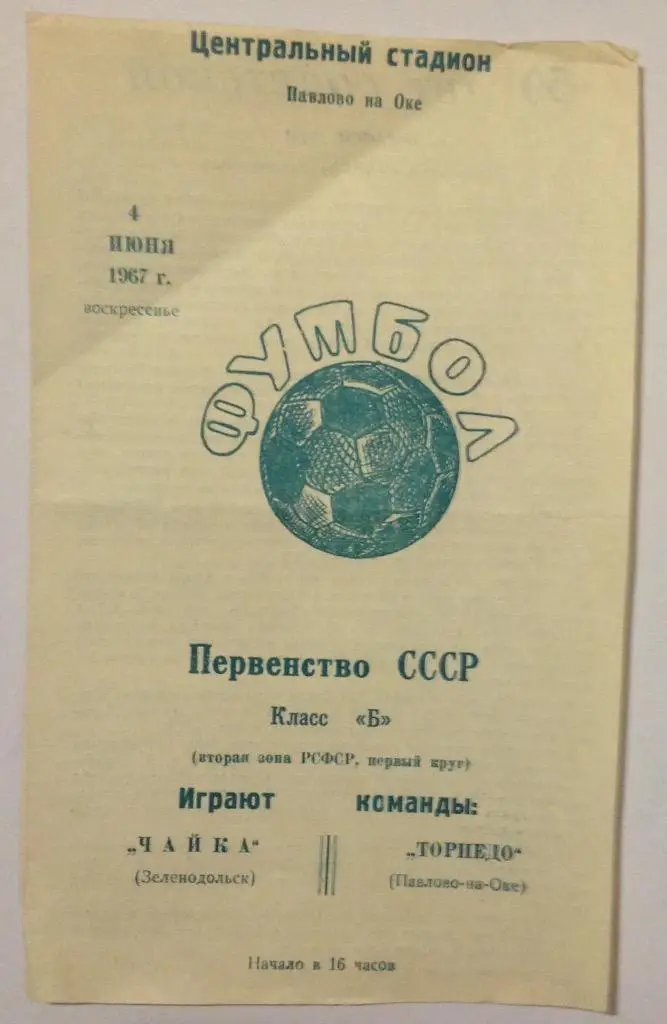 Центральный стадион
Павлово на Оке
4
ИЮНЯ
1967 г.
воскресенье
ФУТБОЛ
Первенство СССР
Класс «Б»
(вторая зона РСФСР, первый круг)
Играют команды:
„ЧАЙКА“ „ТОРПЕДО“
(Зеленодольск) (Павлово-на-Оке)
Начало в 16 часов